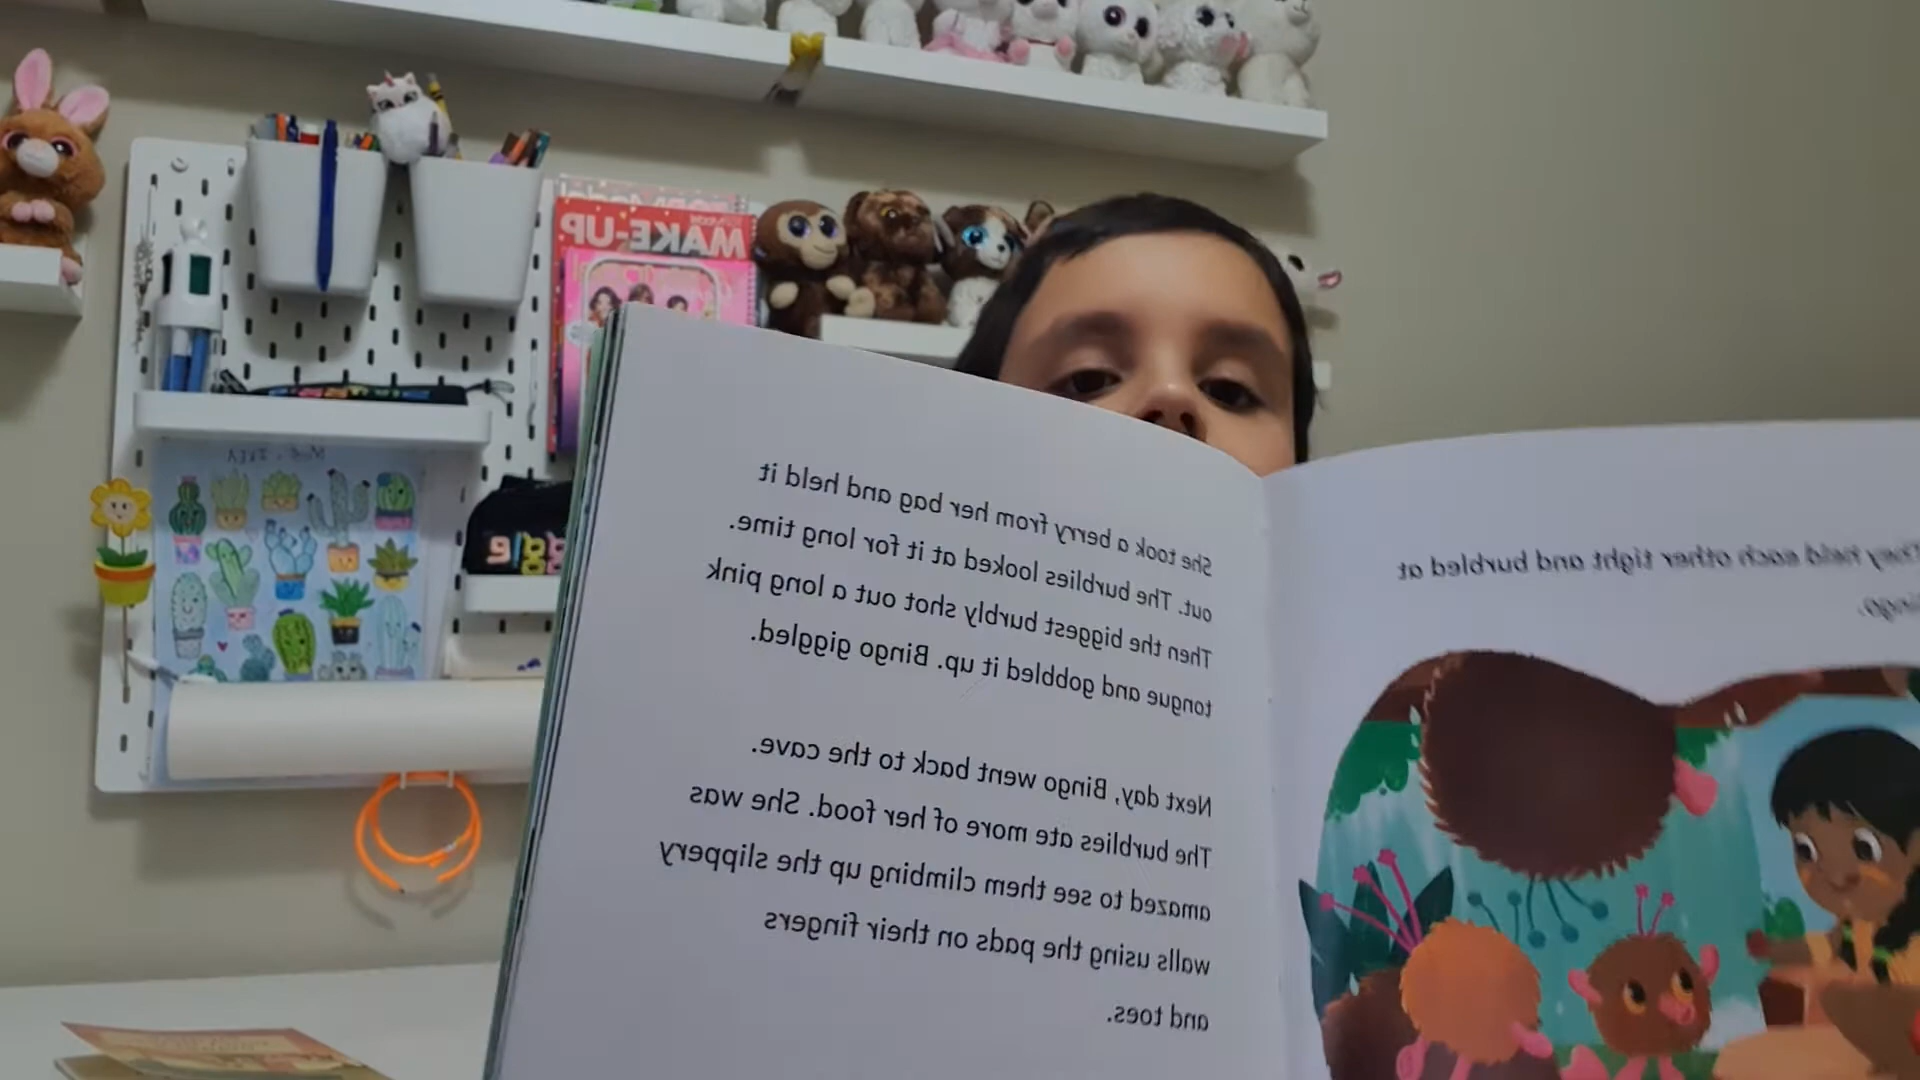 MAKE-UP
They held each other tight and burbled at
Bingo.
She took a berry from her bag and held it
out. The burblies looked at it for long time.
Then the biggest burbly shot out a long pink
tongue and gobbled it up. Bingo giggled.
Next day, Bingo went back to the cave.
The burblies ate more of her food. She was
amazed to see them climbing up the slippery
walls using the pads on their fingers
and toes.